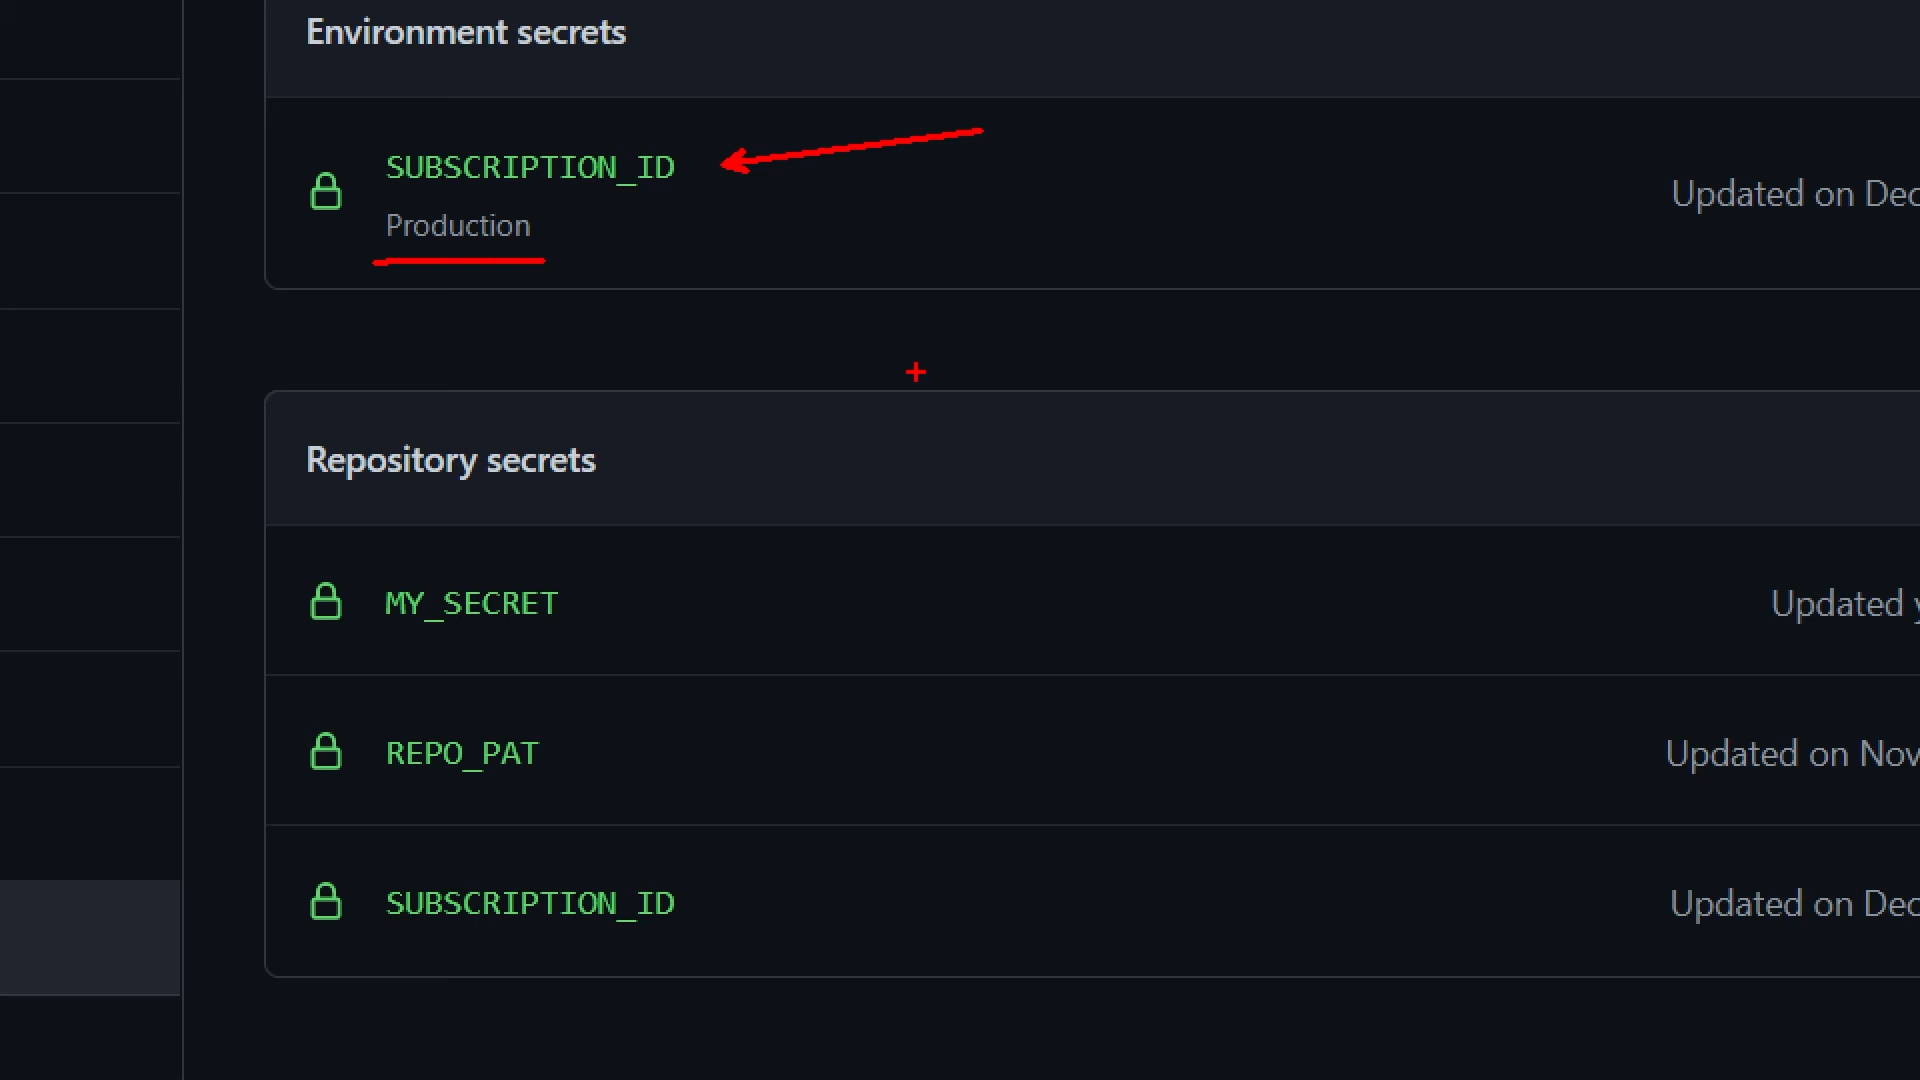 Environment secrets
SUBSCRIPTION_ID
Production
Updated on Dec
Repository secrets
MY_SECRET
Updated
REPO_PAT
Updated on Nov
SUBSCRIPTION_ID
Updated on Dec